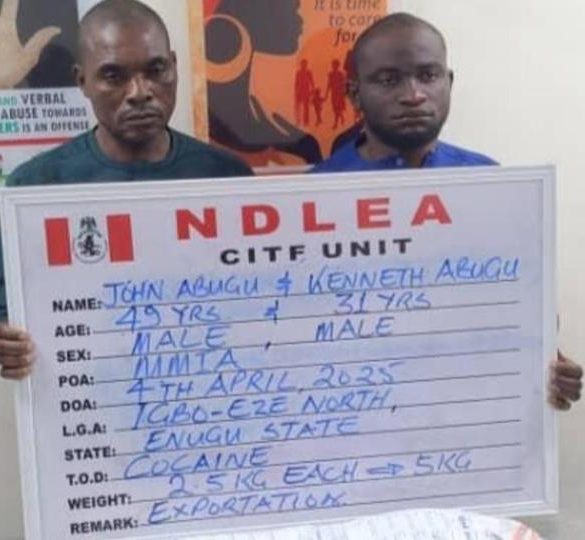 It is time
to care
for
AND VERBAL
ABUSE TOWARDS
ERS IS AN OFFENSE
NDLEA
CITF UNIT
NAME: JOHN ABUGU & KENNETH ABUGU
AGE: 49 YRS & 31 YRS
SEX: MALE, MALE
POA: MMIA
DOA: 4TH APRIL, 2025
L.G.A: IGBO-EZE NORTH,
STATE: ENUGU STATE
T.O.D: COCAINE
WEIGHT: 2.5KG EACH => 5KG
REMARK: EXPORTATION